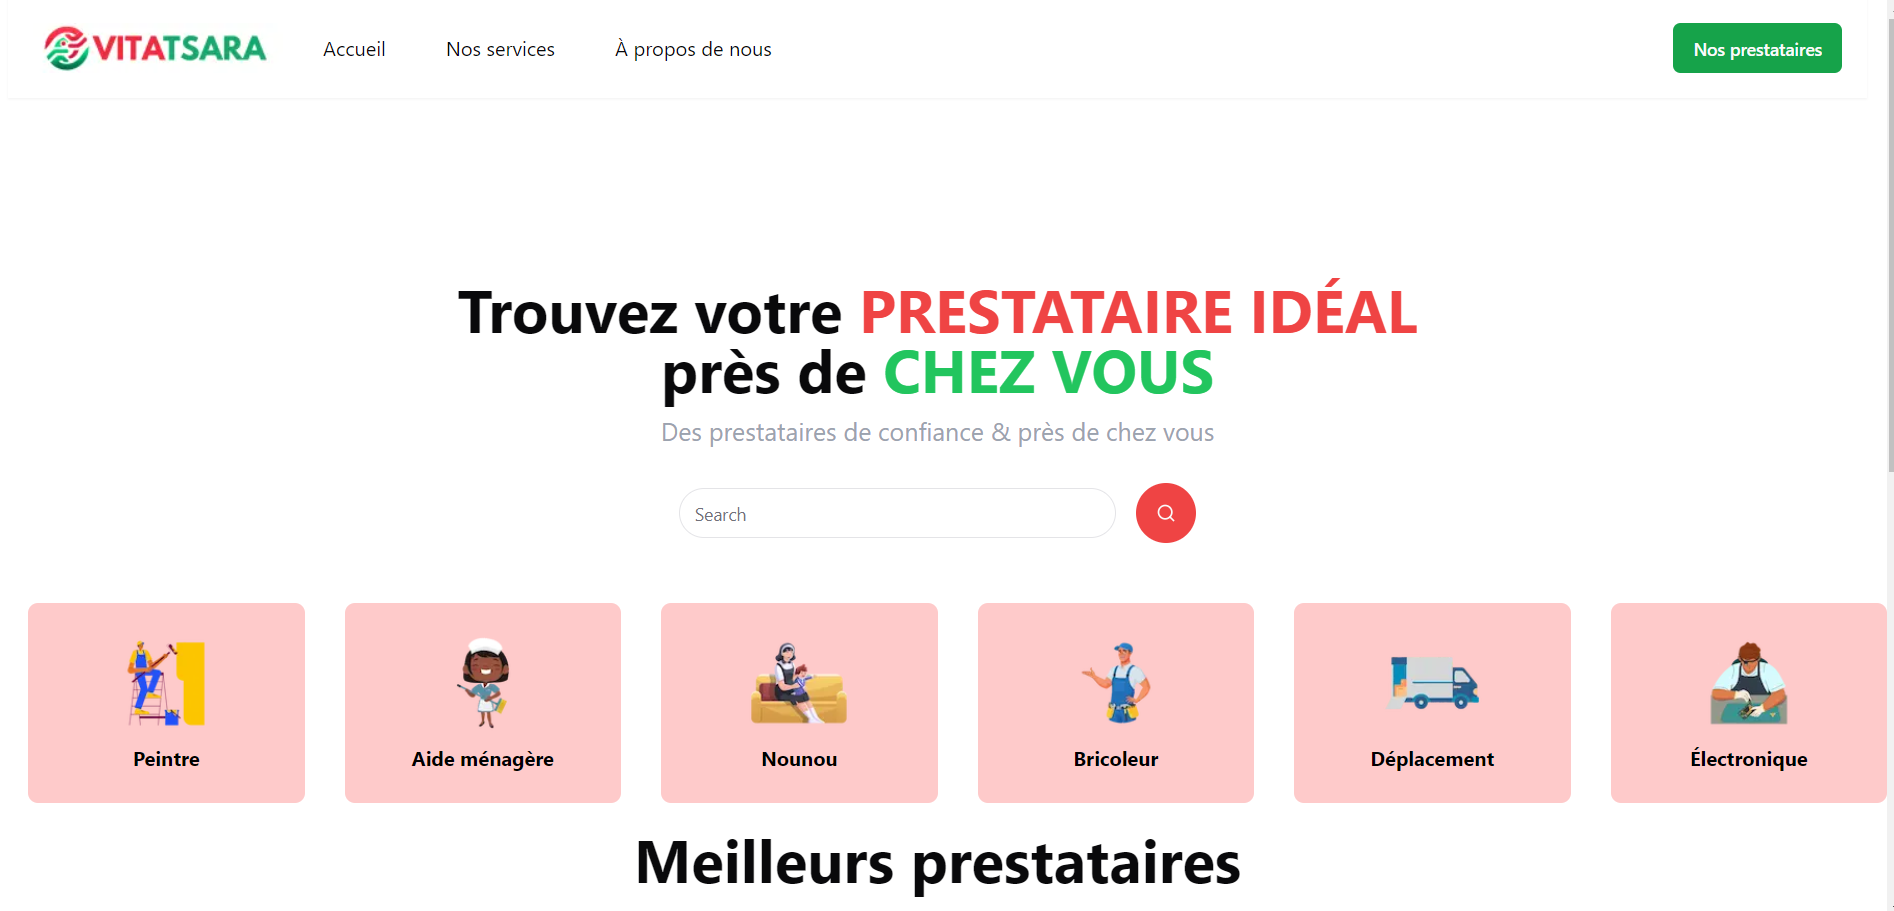 VITATSARA
Accueil
Nos services
À propos de nous
Nos prestataires
Trouvez votre PRESTATAIRE IDÉAL
près de CHEZ VOUS
Des prestataires de confiance & près de chez vous
Search
Peintre
Aide ménagère
Nounou
Bricoleur
Déplacement
Électronique
Meilleurs prestataires